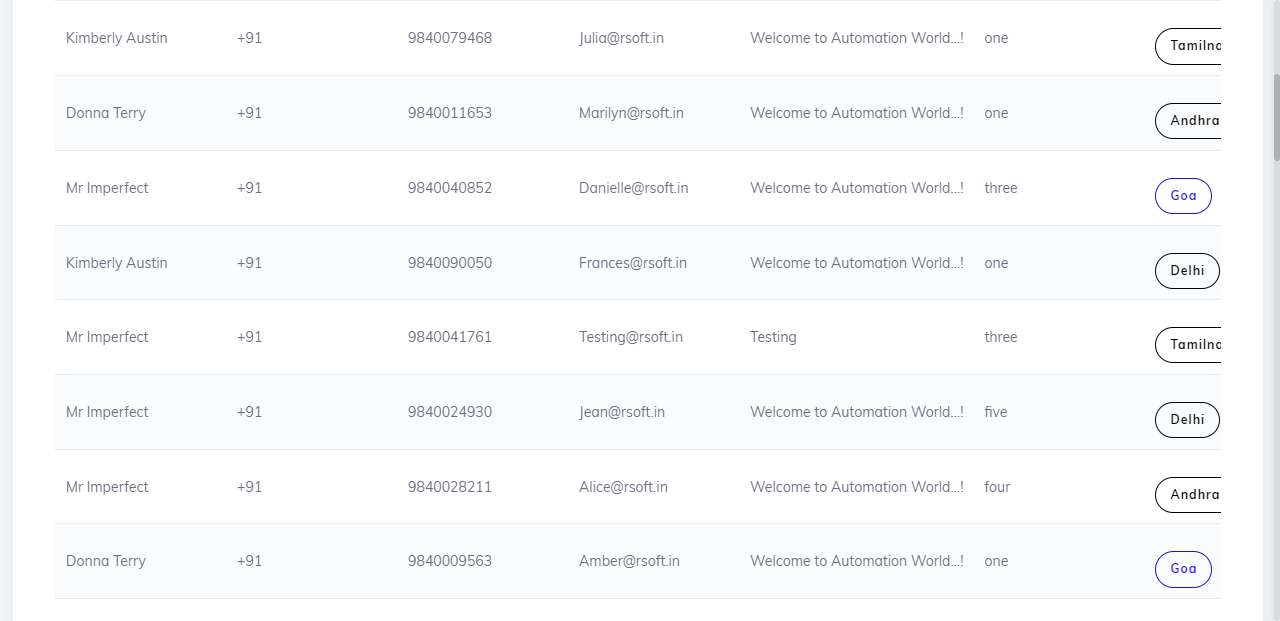 Kimberly Austin +91 9840079468 Julia@rsoft.in Welcome to Automation World...! one Tamilna
Donna Terry +91 9840011653 Marilyn@rsoft.in Welcome to Automation World...! one Andhra
Mr Imperfect +91 9840040852 Danielle@rsoft.in Welcome to Automation World...! three Goa
Kimberly Austin +91 9840090050 Frances@rsoft.in Welcome to Automation World...! one Delhi
Mr Imperfect +91 9840041761 Testing@rsoft.in Testing three Tamilna
Mr Imperfect +91 9840024930 Jean@rsoft.in Welcome to Automation World...! five Delhi
Mr Imperfect +91 9840028211 Alice@rsoft.in Welcome to Automation World...! four Andhra
Donna Terry +91 9840009563 Amber@rsoft.in Welcome to Automation World...! one Goa